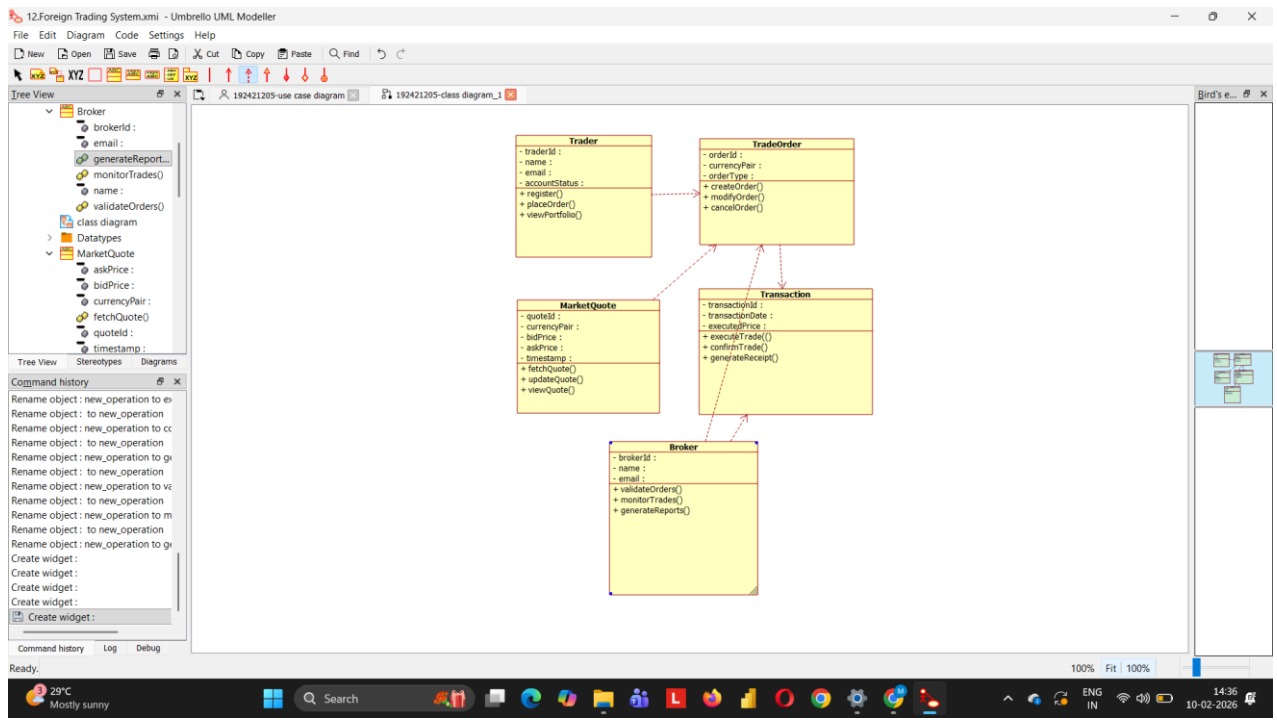 12.Foreign Trading System.xmi - Umbrello UML Modeller
File Edit Diagram Code Settings Help
New Open Save Cut Copy Paste Find
XYZ
Tree View
192421205-use case diagram
192421205-class diagram_1
Bird's e...
Broker
brokerId :
email :
generateReport...
monitorTrades()
name :
validateOrders()
class diagram
Datatypes
MarketQuote
askPrice :
bidPrice :
currencyPair :
fetchQuote()
quoteId :
timestamp :
Tree View Stereotypes Diagrams
Command history
Rename object : new_operation to ex
Rename object : to new_operation
Rename object : new_operation to cc
Rename object : to new_operation
Rename object : new_operation to ge
Rename object : to new_operation
Rename object : new_operation to va
Rename object : to new_operation
Rename object : new_operation to m
Rename object : to new_operation
Rename object : new_operation to ge
Create widget :
Create widget :
Create widget :
Create widget :
Create widget :
Command history Log Debug
Trader
- traderId :
- name :
- email :
- accountStatus :
+ register()
+ placeOrder()
+ viewPortfolio()
TradeOrder
- orderId :
- currencyPair :
- orderType :
+ createOrder()
+ modifyOrder()
+ cancelOrder()
MarketQuote
- quoteId :
- currencyPair :
- bidPrice :
- askPrice :
- timestamp :
+ fetchQuote()
+ updateQuote()
+ viewQuote()
Transaction
- transactionId :
- transactionDate :
- executedPrice :
+ executeTrade(()
+ confirmTrade()
+ generateReceipt()
Broker
- brokerId :
- name :
- email :
+ validateOrders()
+ monitorTrades()
+ generateReports()
Ready.
100% Fit 100%
3
29°C
Mostly sunny
Search
L
ENG
IN
14:36
10-02-2026